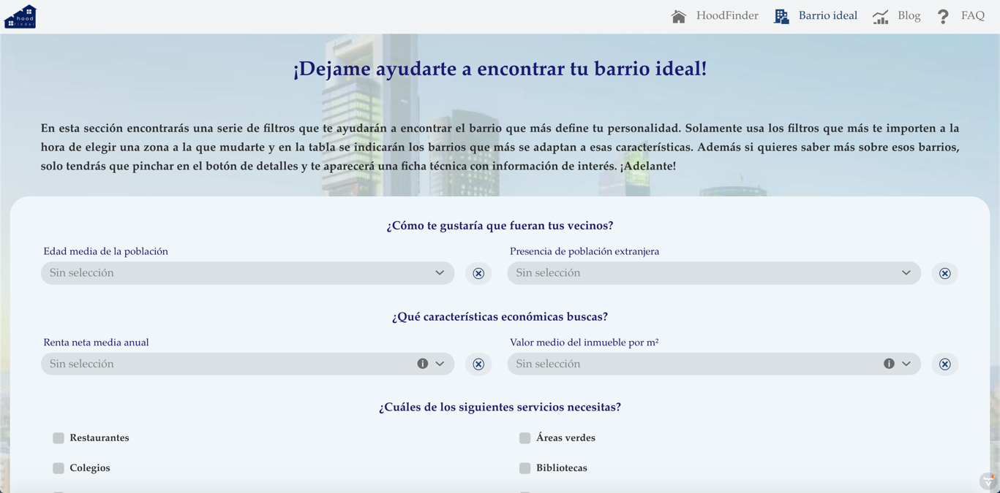 hood
finder
HoodFinder
Barrio ideal
Blog
FAQ
¡Dejame ayudarte a encontrar tu barrio ideal!
En esta sección encontrarás una serie de filtros que te ayudarán a encontrar el barrio que más define tu personalidad. Solamente usa los filtros que más te importen a la
hora de elegir una zona a la que mudarte y en la tabla se indicarán los barrios que más se adaptan a esas características. Además si quieres saber más sobre esos barrios,
solo tendrás que pinchar en el botón de detalles y te aparecerá una ficha técnica con información de interés. ¡Adelante!
¿Cómo te gustaría que fueran tus vecinos?
Edad media de la población
Presencia de población extranjera
Sin selección
Sin selección
¿Qué características económicas buscas?
Renta neta media anual
Valor medio del inmueble por m²
Sin selección
Sin selección
¿Cuáles de los siguientes servicios necesitas?
Restaurantes
Áreas verdes
Colegios
Bibliotecas